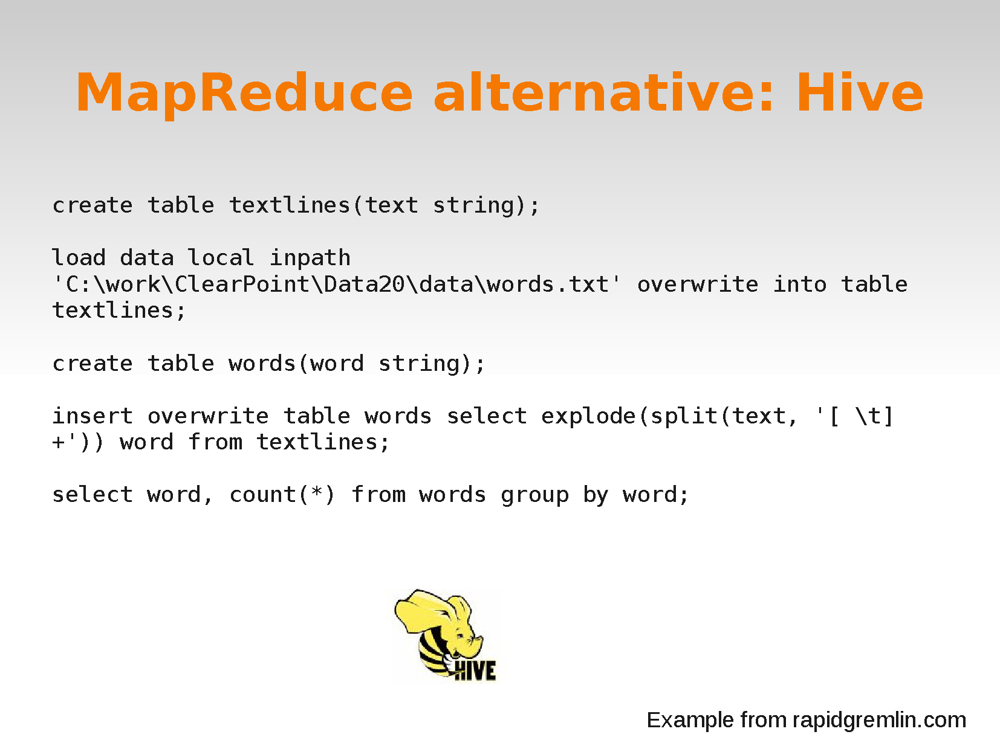 MapReduce alternative: Hive
create table textlines(text string);
load data local inpath
'C:\work\ClearPoint\Data20\data\words.txt' overwrite into table
textlines;
create table words(word string);
insert overwrite table words select explode(split(text, '[ \t]
+')) word from textlines;
select word, count(*) from words group by word;
HIVE
Example from rapidgremlin.com